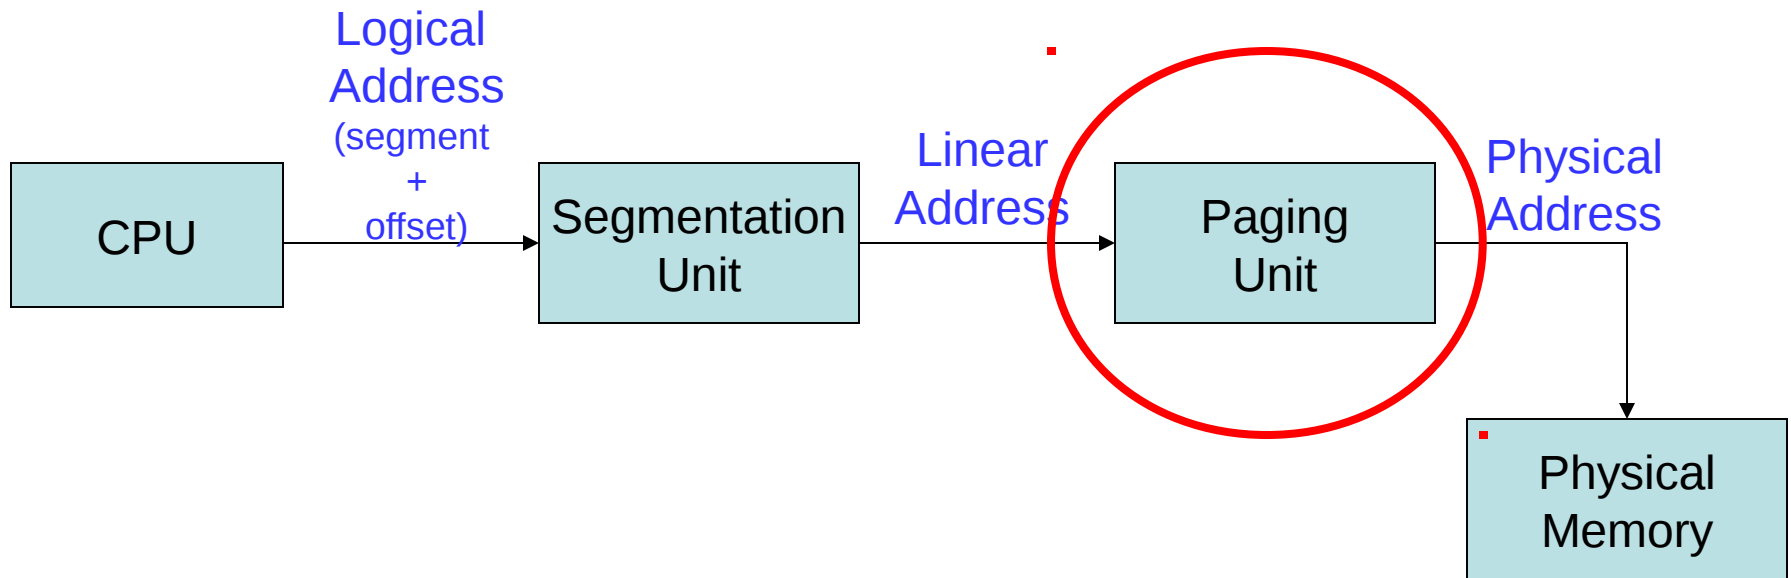 Logical
Address
(segment
+
offset)
CPU
Segmentation
Unit
Linear
Address
Paging
Unit
Physical
Address
Physical
Memory